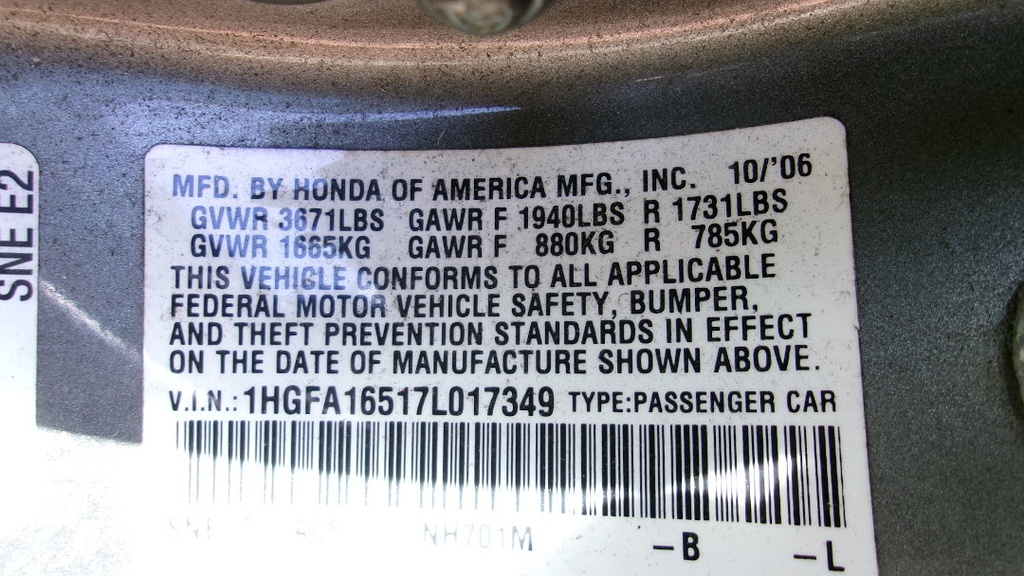 SNE E2
MFD. BY HONDA OF AMERICA MFG., INC. 10/'06
GVWR 3671LBS GAWR F 1940LBS R 1731LBS
GVWR 1665KG GAWR F 880KG R 785KG
THIS VEHICLE CONFORMS TO ALL APPLICABLE
FEDERAL MOTOR VEHICLE SAFETY, BUMPER,
AND THEFT PREVENTION STANDARDS IN EFFECT
ON THE DATE OF MANUFACTURE SHOWN ABOVE.
V.I.N.: 1HGFA16517L017349 TYPE:PASSENGER CAR
NH701M -B -L